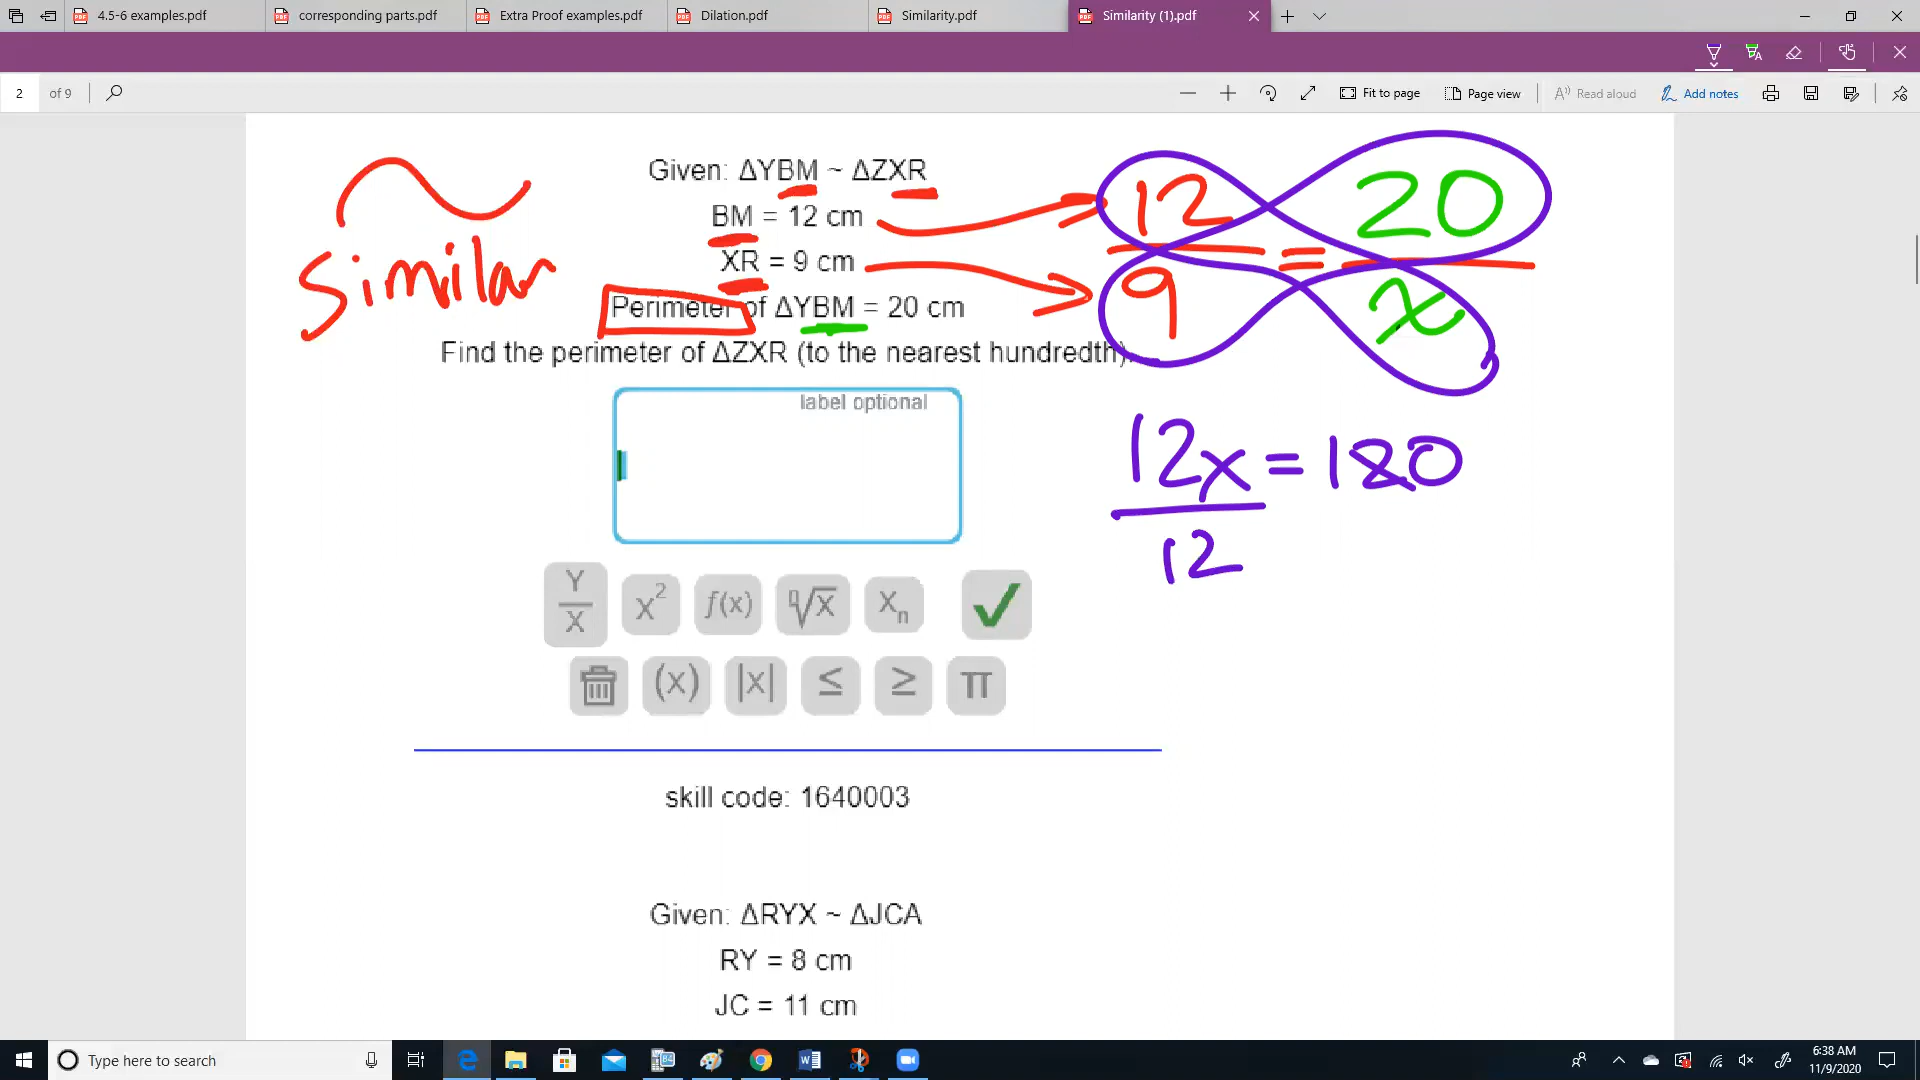 4.5-6 examples.pdf
corresponding parts.pdf
Extra Proof examples.pdf
Dilation.pdf
Similarity.pdf
Similarity (1).pdf
2 of 9
Fit to page
Page view
Read aloud
Add notes
Given: ΔYBM ~ ΔZXR
BM = 12 cm
XR = 9 cm
Perimeter of ΔYBM = 20 cm
Find the perimeter of ΔZXR (to the nearest hundredth).
~
Similar
12 = 20
9 x
12x = 180
12
label optional
Y
X
x²
f(x)
ⁿ√x
Xₙ
(x)
|x|
≤
≥
π
skill code: 1640003
Given: ΔRYX ~ ΔJCA
RY = 8 cm
JC = 11 cm
Type here to search
6:38 AM
11/9/2020